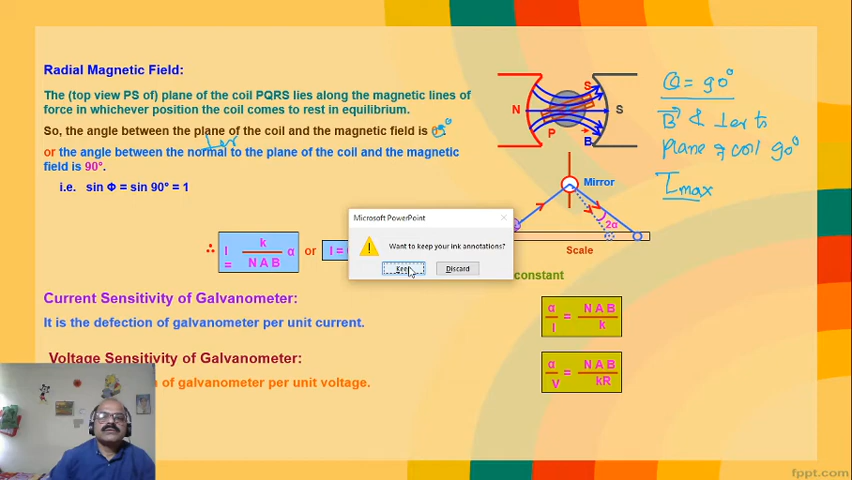 Radial Magnetic Field:
The (top view PS of) plane of the coil PQRS lies along the magnetic lines of
force in whichever position the coil comes to rest in equilibrium.
So, the angle between the plane of the coil and the magnetic field is 90°
⊥er
or the angle between the normal to the plane of the coil and the magnetic
field is 90°.
i.e. sin Φ = sin 90° = 1
N
S
S
P
B
Mirror
2α
Scale
Q = 90°
B & ⊥er to
plane of coil 90°
τmax
Microsoft PowerPoint
Want to keep your ink annotations?
Keep
Discard
∴
I = k / N A B α or I =
constant
Current Sensitivity of Galvanometer:
It is the defection of galvanometer per unit current.
α / I = N A B / k
Voltage Sensitivity of Galvanometer:
of galvanometer per unit voltage.
α / V = N A B / kR
fppt.com